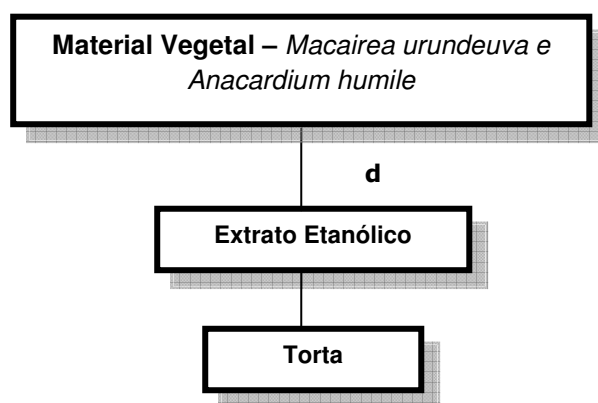 Material Vegetal – Macairea urundeuva e
Anacardium humile
d
Extrato Etanólico
Torta